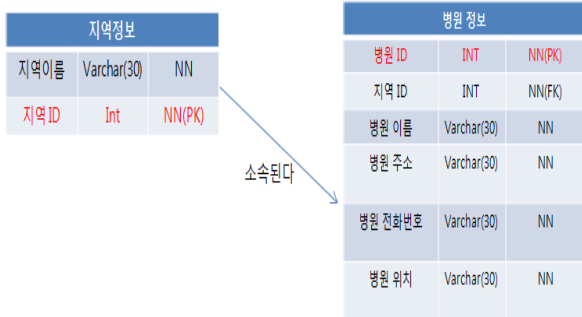 지역정보
지역이름 Varchar(30) NN
지역 ID Int NN(PK)
소속된다
병원 정보
병원 ID INT NN(PK)
지역 ID INT NN(FK)
병원 이름 Varchar(30) NN
병원 주소 Varchar(30) NN
병원 전화번호 Varchar(30) NN
병원 위치 Varchar(30) NN